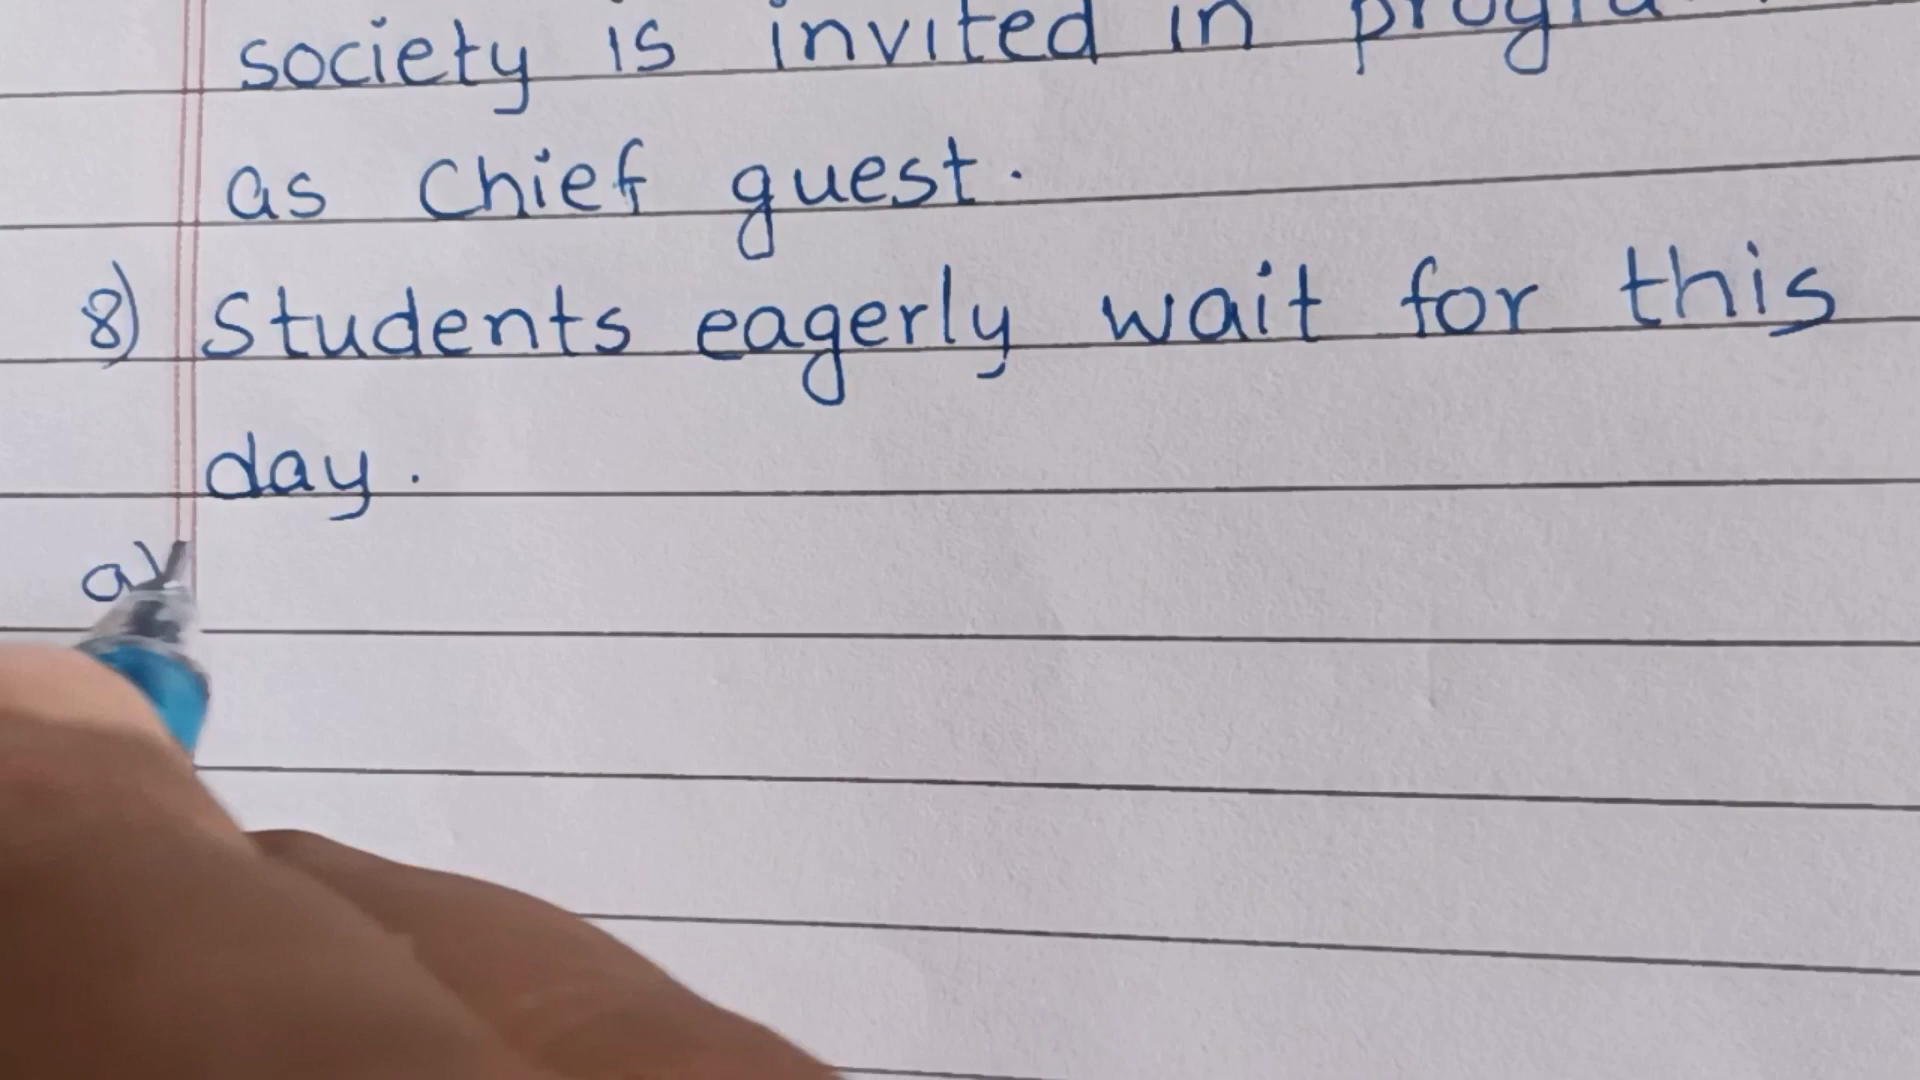 society is invited in
as chief guest.
8) Students eagerly wait for this
day.